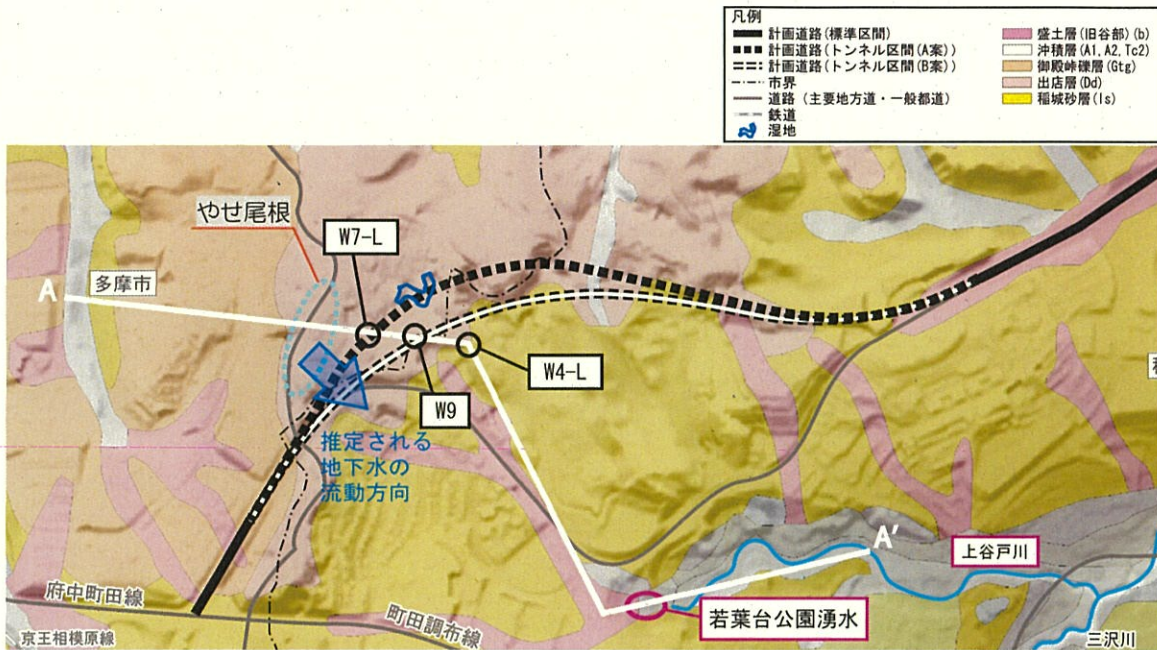 凡例
計画道路(標準区間)
計画道路(トンネル区間(A案))
計画道路(トンネル区間(B案))
市界
道路(主要地方道・一般都道)
鉄道
湿地
盛土層(旧谷部)(b)
沖積層(A1, A2, Tc2)
御殿峠礫層(Gtg)
出店層(Dd)
稲城砂層(Is)
やせ尾根
W7-L
A
多摩市
W4-L
W9
推定される
地下水の
流動方向
A'
上谷戸川
府中町田線
町田調布線
若葉台公園湧水
京王相模原線
三沢川